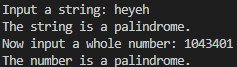 Input a string: heyeh
The string is a palindrome.
Now input a whole number: 1043401
The number is a palindrome.